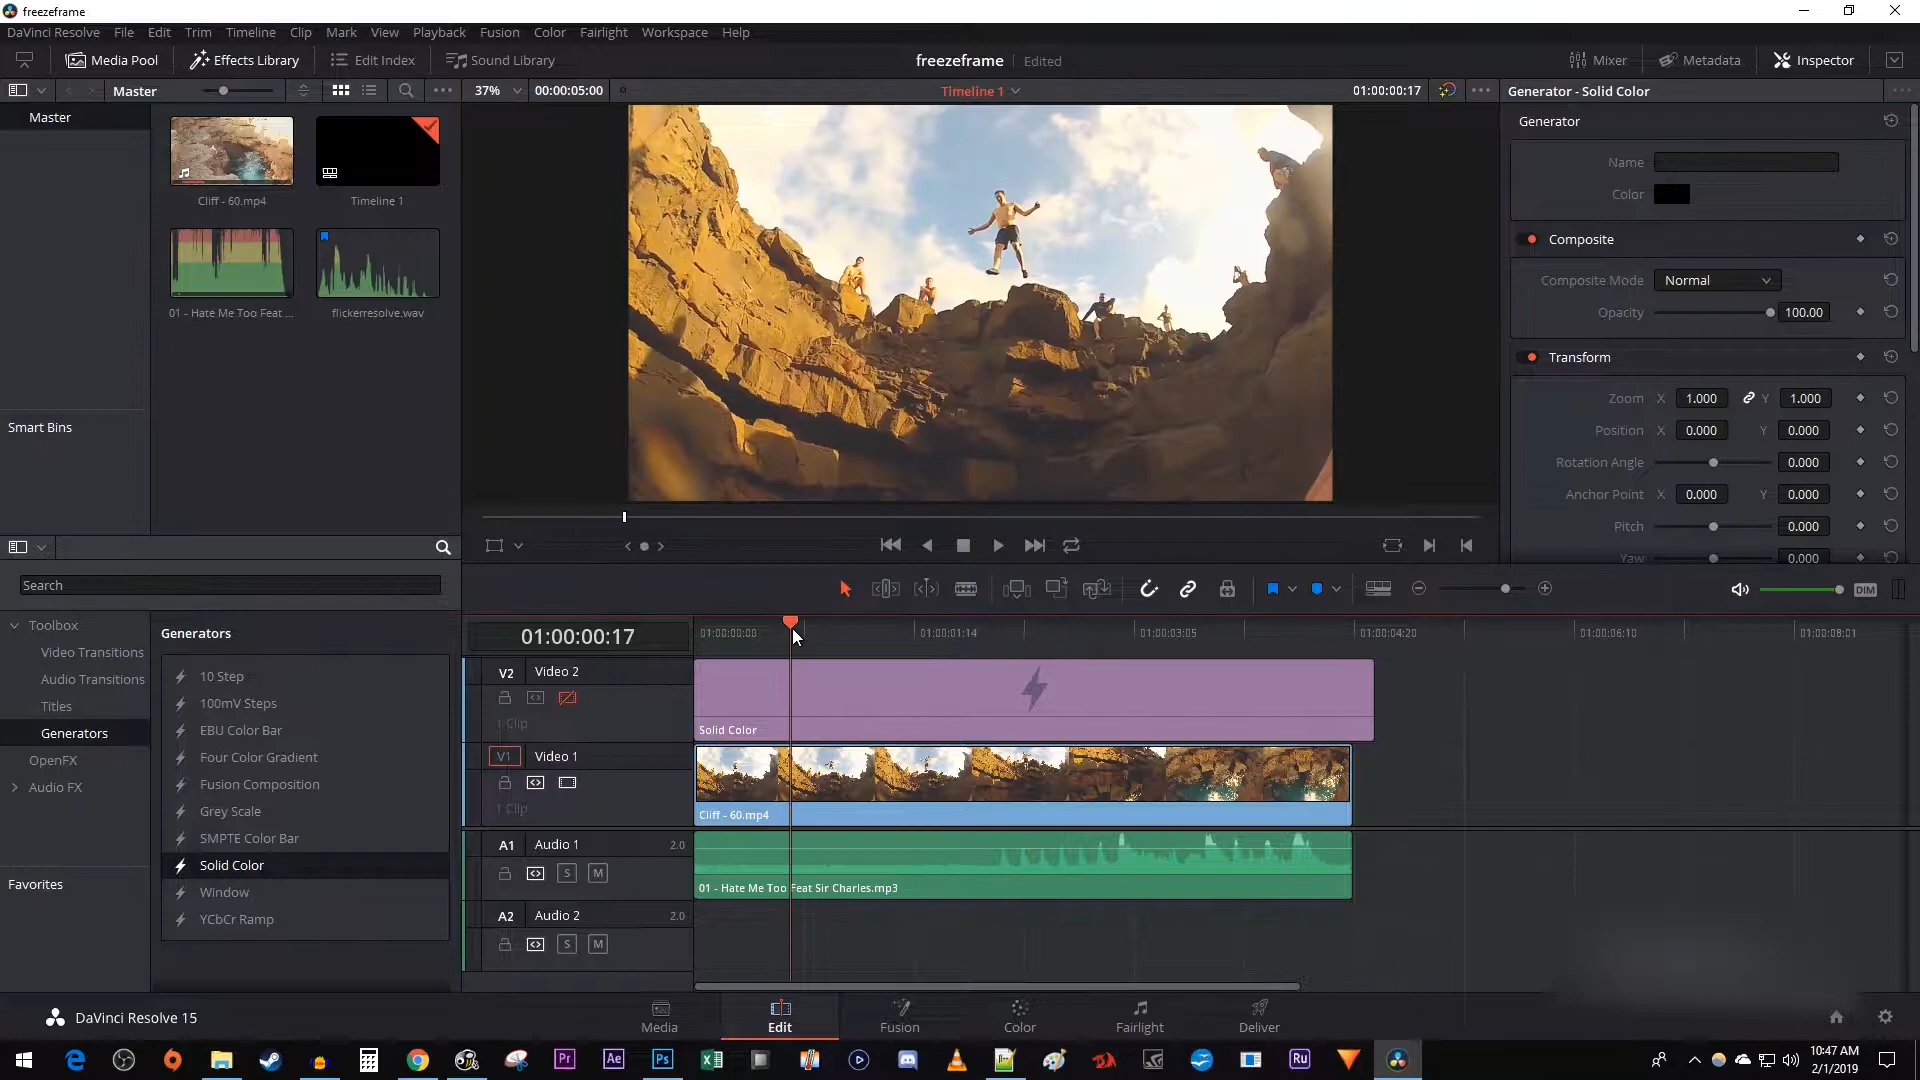 freezeframe
DaVinci Resolve File Edit Trim Timeline Clip Mark View Playback Fusion Color Fairlight Workspace Help
Media Pool Effects Library Edit Index Sound Library freezeframe Edited Mixer Metadata Inspector
Master 37% 00:00:05:00 Timeline 1 01:00:00:17 Generator - Solid Color
Master
Cliff - 60.mp4 Timeline 1
01 - Hate Me Too Feat ... flickerresolve.wav
Smart Bins
Generator
Name
Color
Composite
Composite Mode Normal
Opacity 100.00
Transform
Zoom X 1.000 Y 1.000
Position X 0.000 Y 0.000
Rotation Angle 0.000
Anchor Point X 0.000 Y 0.000
Pitch 0.000
Yaw 0.000
DIM
Search
Toolbox
Video Transitions
Audio Transitions
Titles
Generators
OpenFX
Audio FX
Favorites
Generators
10 Step
100mV Steps
EBU Color Bar
Four Color Gradient
Fusion Composition
Grey Scale
SMPTE Color Bar
Solid Color
Window
YCbCr Ramp
01:00:00:17 01:00:00:00 01:00:01:14 01:00:03:05 01:00:04:20 01:00:06:10 01:00:08:01
V2 Video 2
1 Clip
Solid Color
V1 Video 1
1 Clip
Cliff - 60.mp4
A1 Audio 1 2.0
S M
01 - Hate Me Too Feat Sir Charles.mp3
A2 Audio 2 2.0
S M
DaVinci Resolve 15 Media Edit Fusion Color Fairlight Deliver
Pr Ae Ps Ru
10:47 AM
2/1/2019